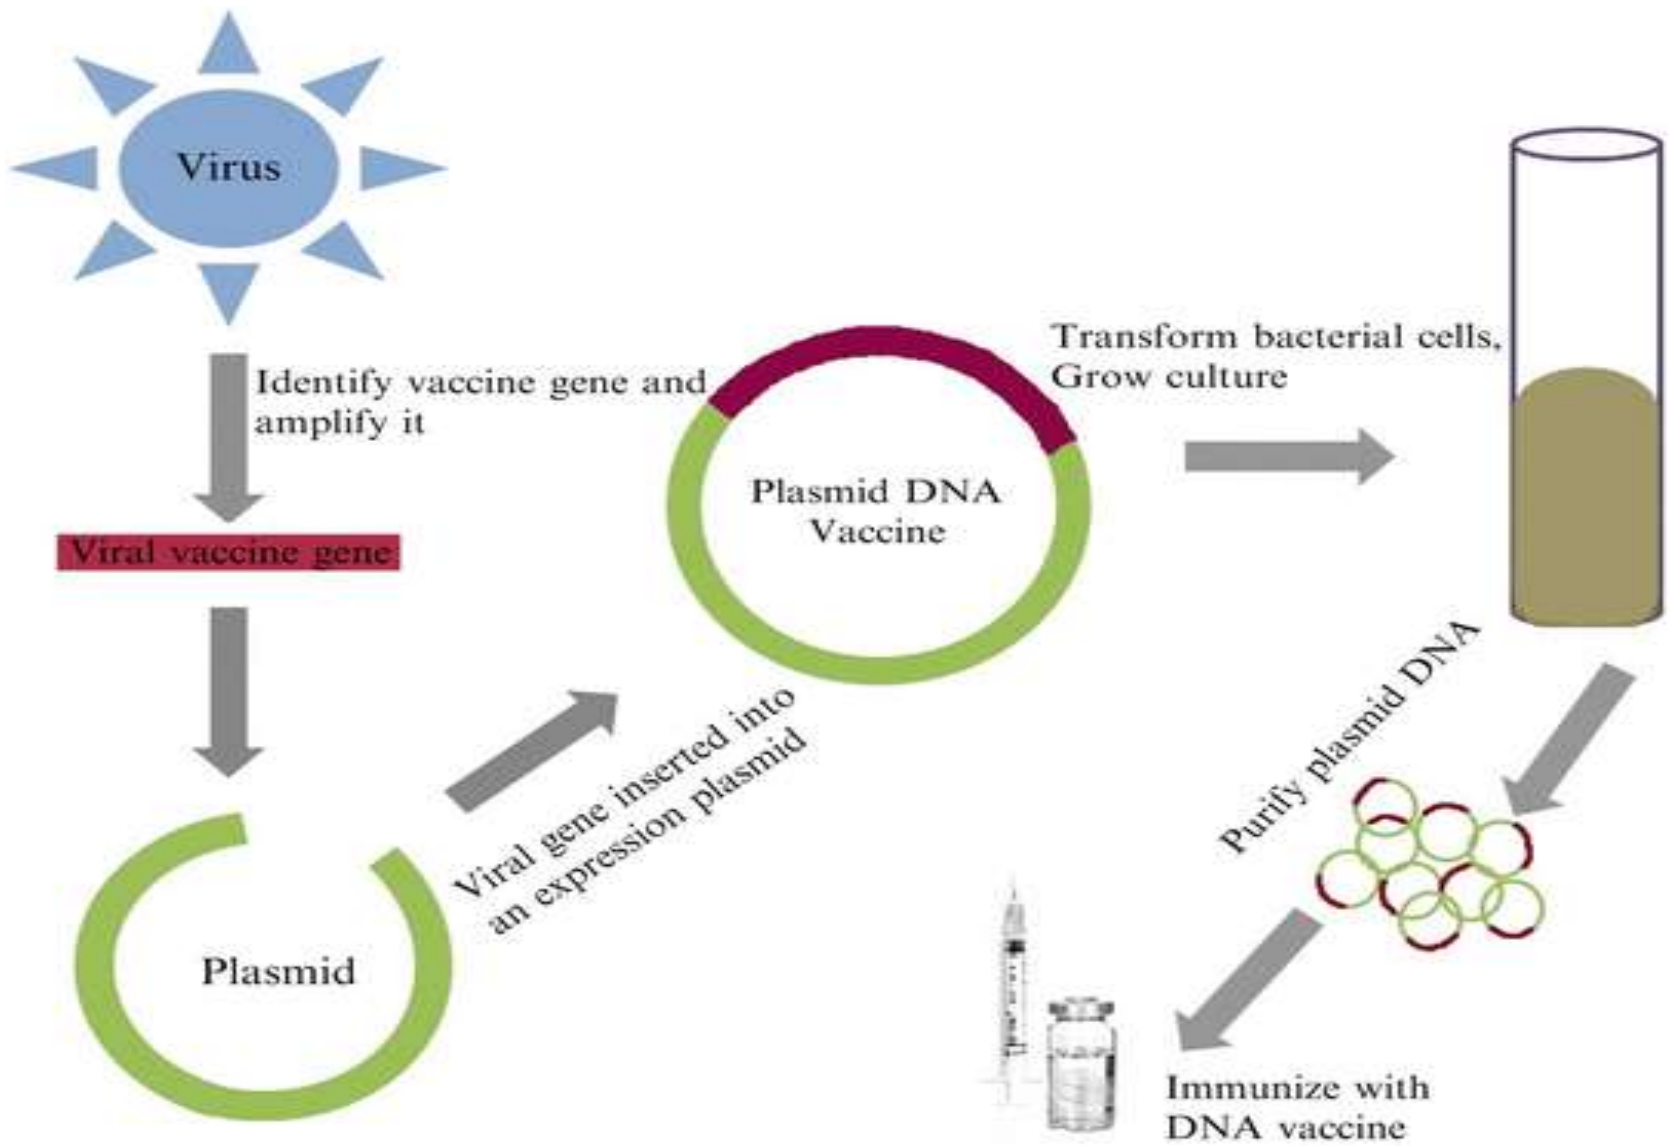 Virus
Identify vaccine gene and
amplify it
Viral vaccine gene
Plasmid
Viral gene inserted into
an expression plasmid
Plasmid DNA
Vaccine
Transform bacterial cells,
Grow culture
Purify plasmid DNA
Immunize with
DNA vaccine